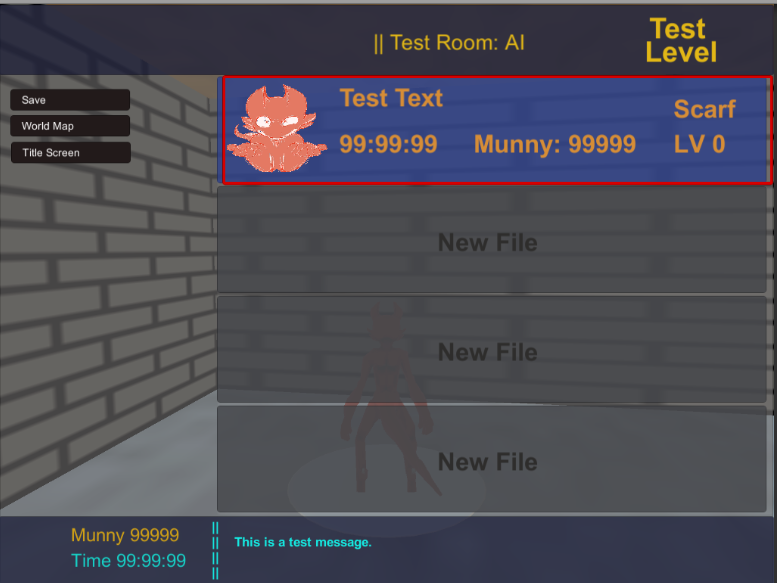 || Test Room: AI
Test
Level
Save
World Map
Title Screen
Test Text
Scarf
99:99:99
Munny: 99999
LV 0
New File
New File
New File
Munny 99999
Time 99:99:99
This is a test message.